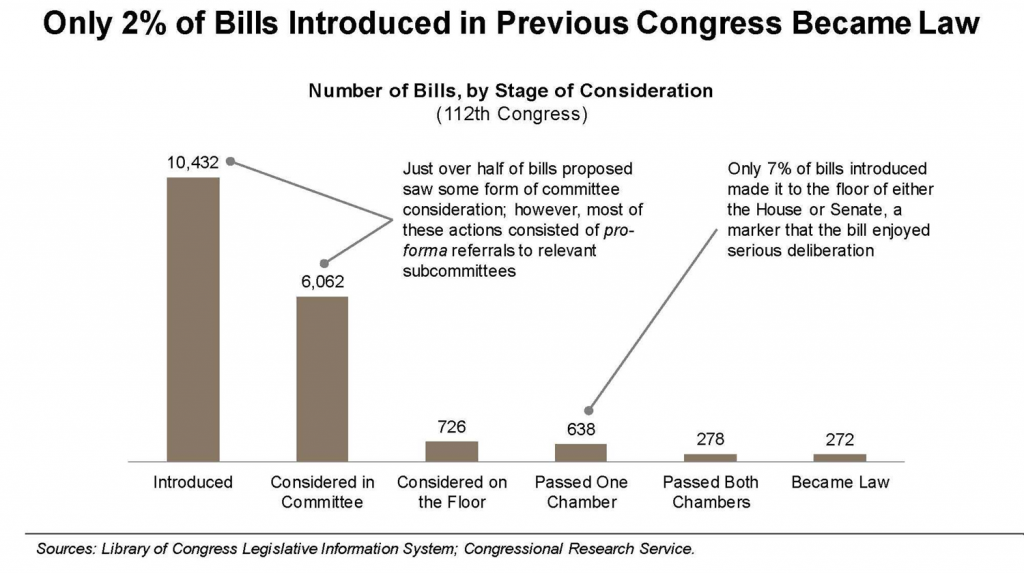 Only 2% of Bills Introduced in Previous Congress Became Law
Number of Bills, by Stage of Consideration
(112th Congress)
10,432
Just over half of bills proposed
saw some form of committee
consideration; however, most of
these actions consisted of pro-
forma referrals to relevant
subcommittees
Only 7% of bills introduced
made it to the floor of either
the House or Senate, a
marker that the bill enjoyed
serious deliberation
6,062
726
638
278
272
Introduced
Considered in
Committee
Considered on
the Floor
Passed One
Chamber
Passed Both
Chambers
Became Law
Sources: Library of Congress Legislative Information System; Congressional Research Service.